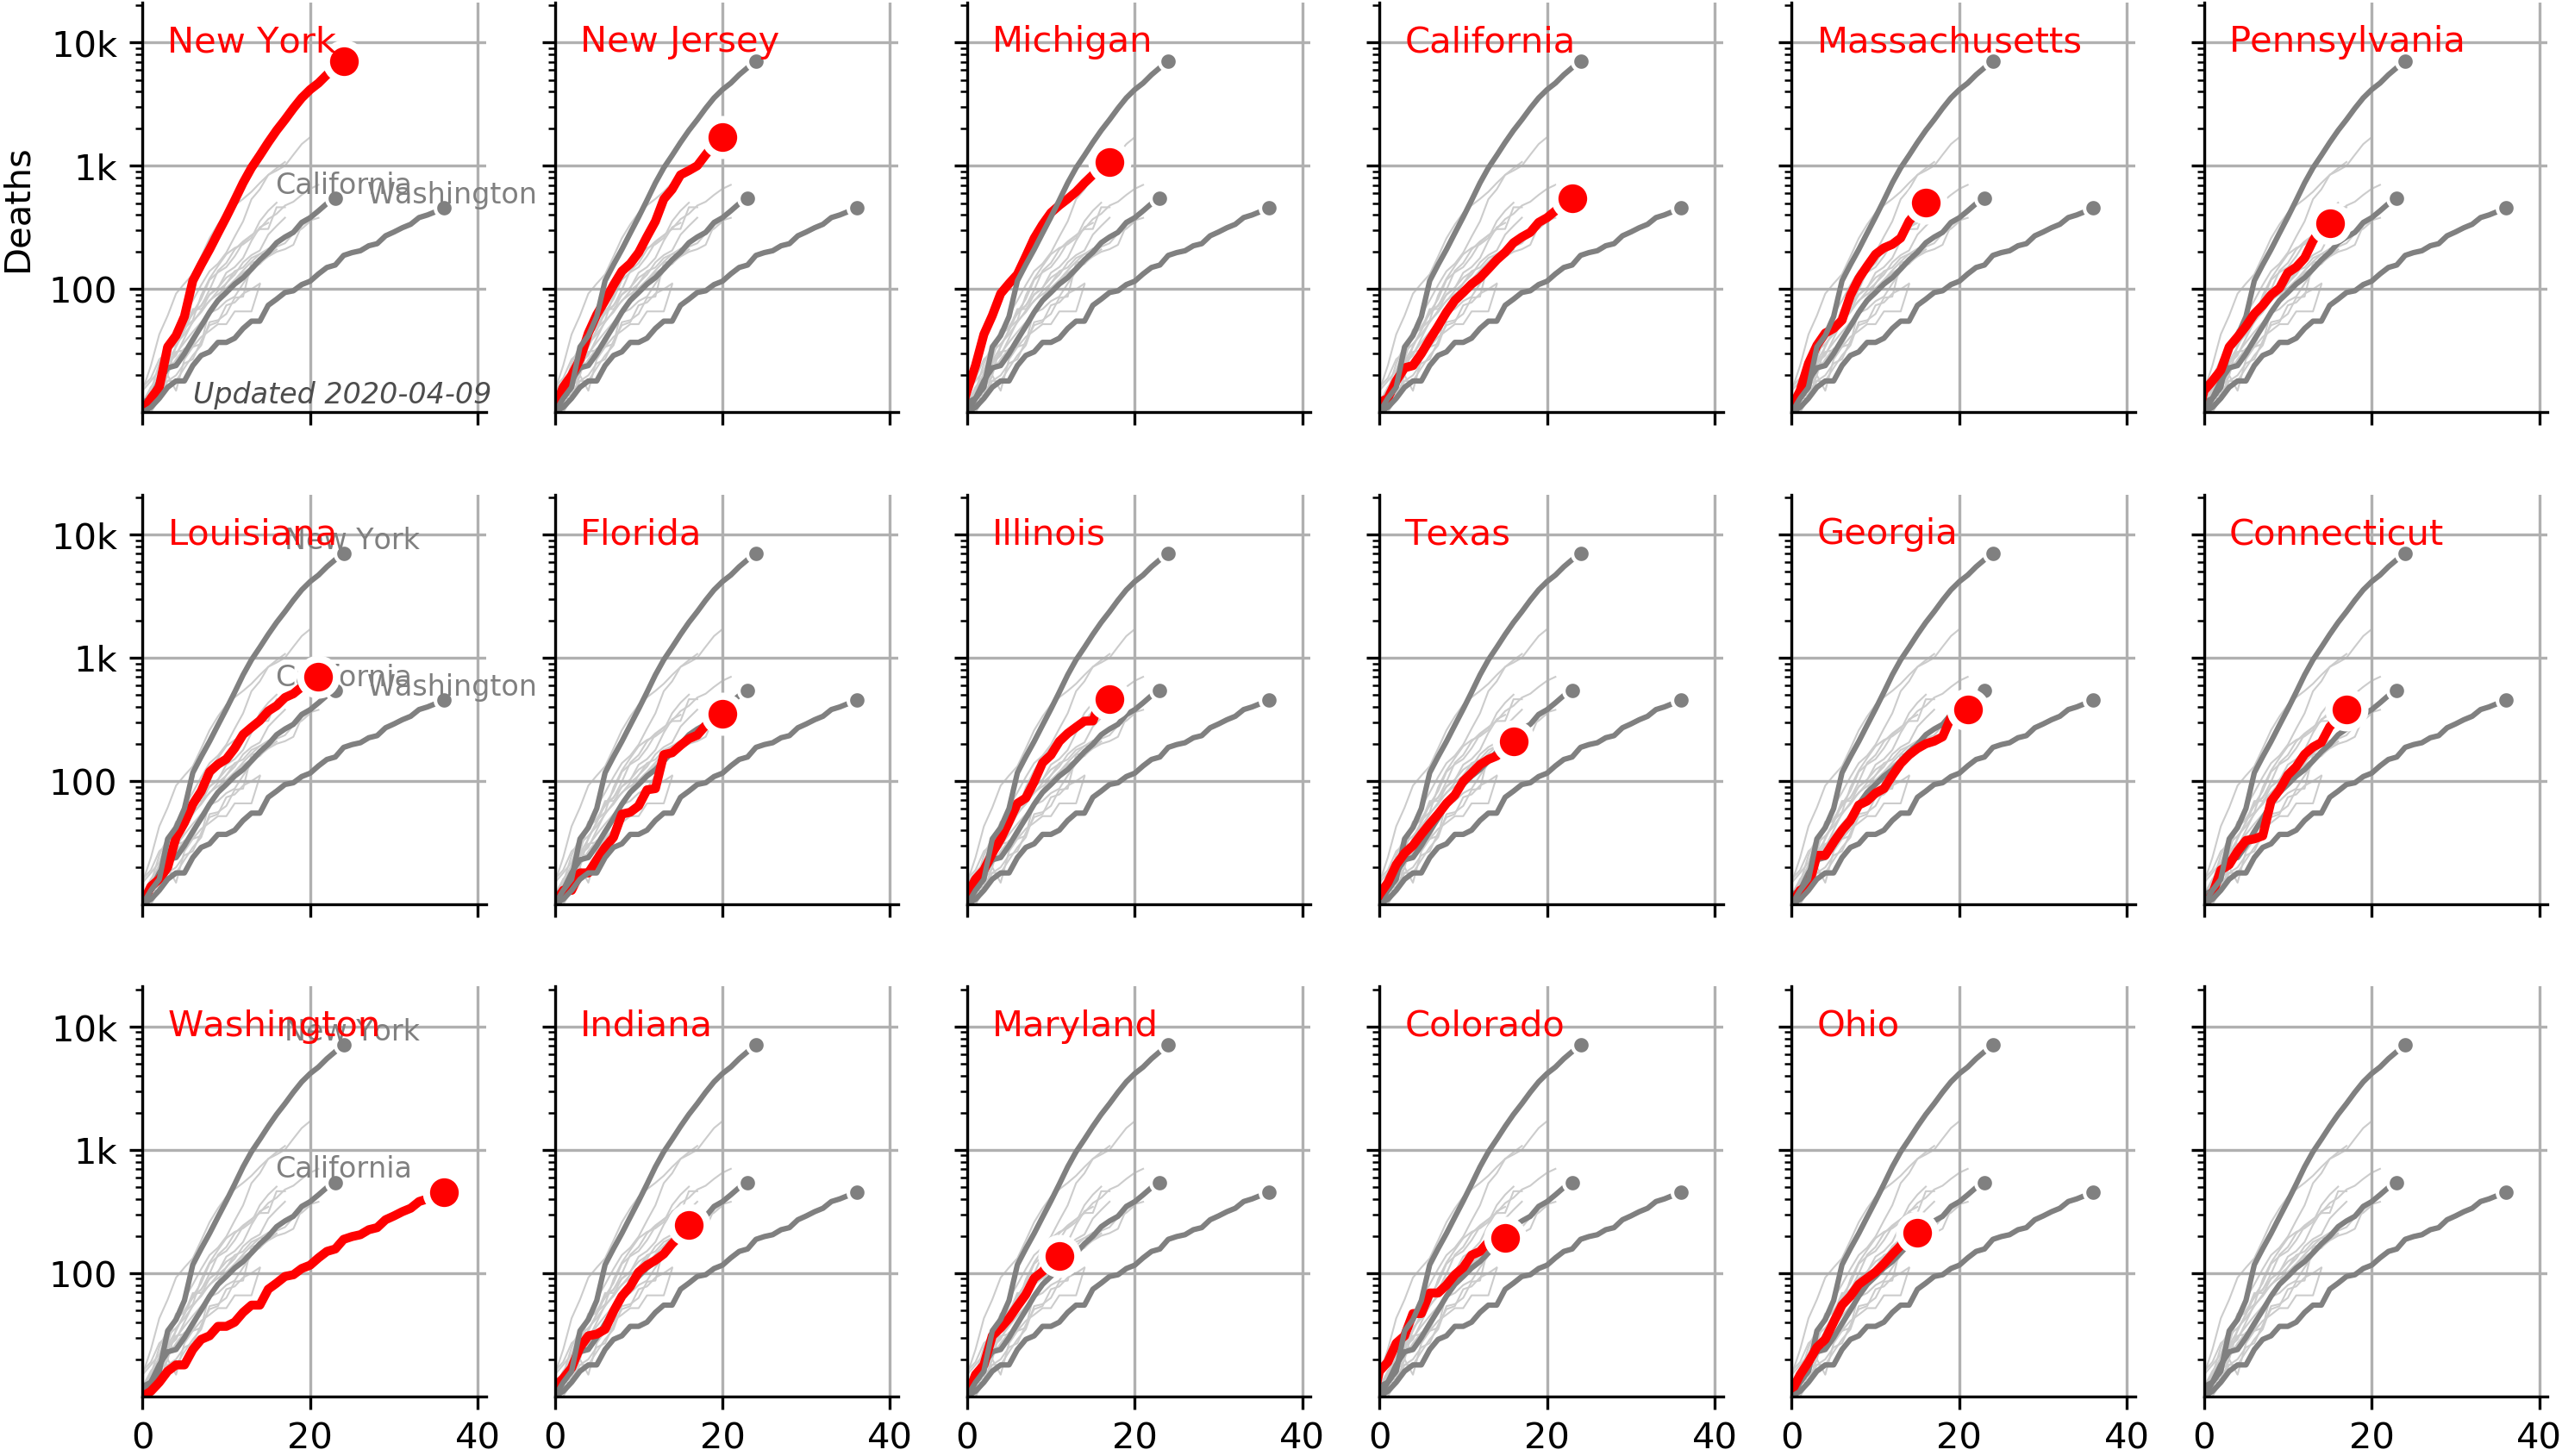 New York
New Jersey
Michigan
California
Massachusetts
Pennsylvania
10k
1k
100
Deaths
California
Washington
Updated 2020-04-09
Louisiana
New York
Florida
Illinois
Texas
Georgia
Connecticut
10k
1k
100
California
Washington
Washington
New York
Indiana
Maryland
Colorado
Ohio
10k
1k
100
California
0 20 40 0 20 40 0 20 40 0 20 40 0 20 40 0 20 40